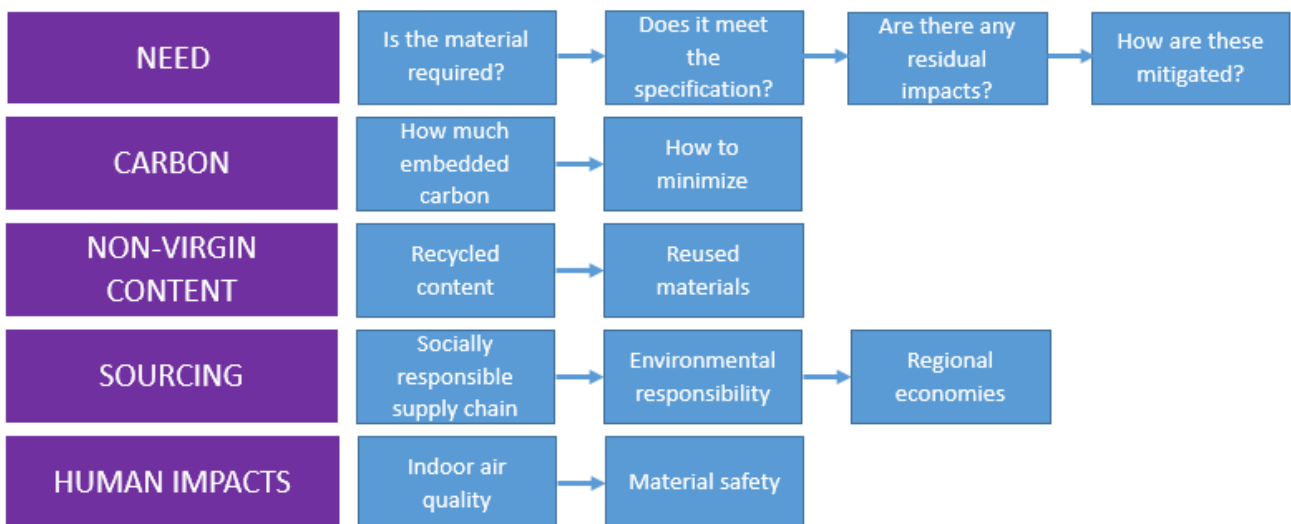 NEED
Is the material
required?
Does it meet
the
specification?
Are there any
residual
impacts?
How are these
mitigated?
CARBON
How much
embedded
carbon
How to
minimize
NON-VIRGIN
CONTENT
Recycled
content
Reused
materials
SOURCING
Socially
responsible
supply chain
Environmental
responsibility
Regional
economies
HUMAN IMPACTS
Indoor air
quality
Material safety